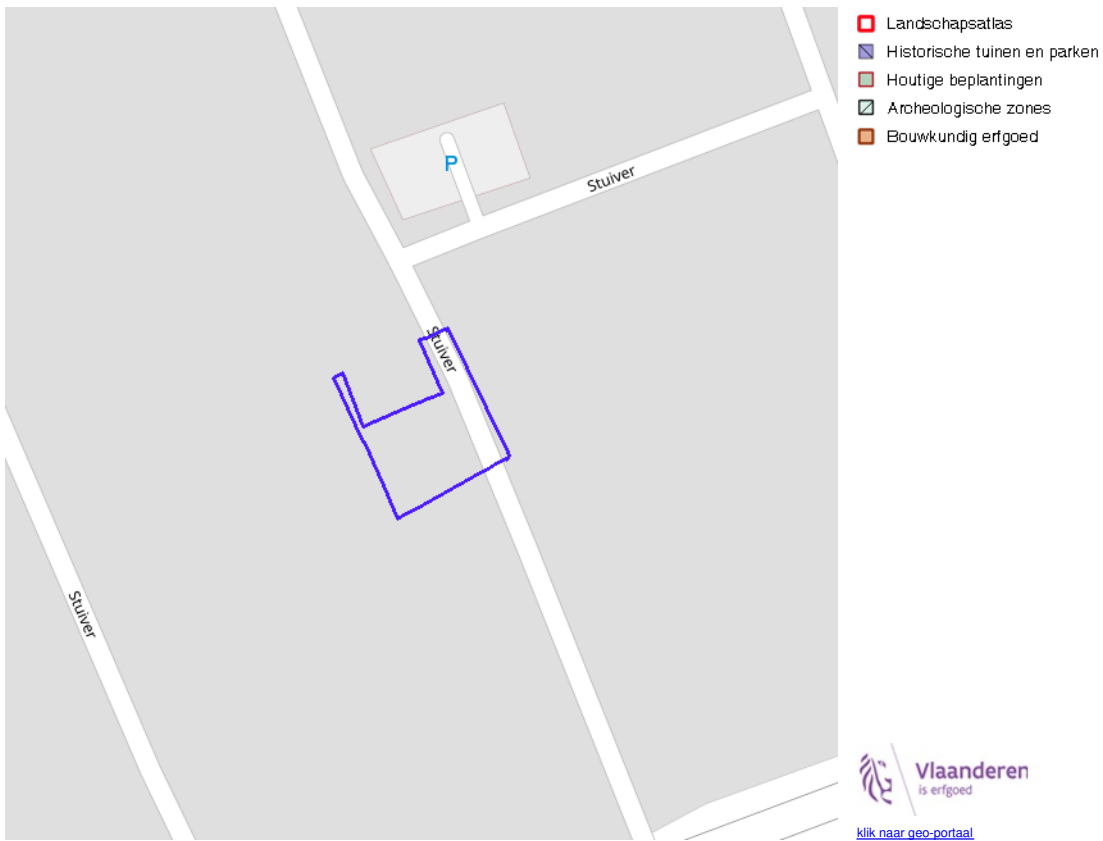 Landschapsatlas
Historische tuinen en parken
Houtige beplantingen
Archeologische zones
Bouwkundig erfgoed
P
Stuiver
Stuiver
Stuiver
Vlaanderen
is erfgoed
klik naar geo-portaal